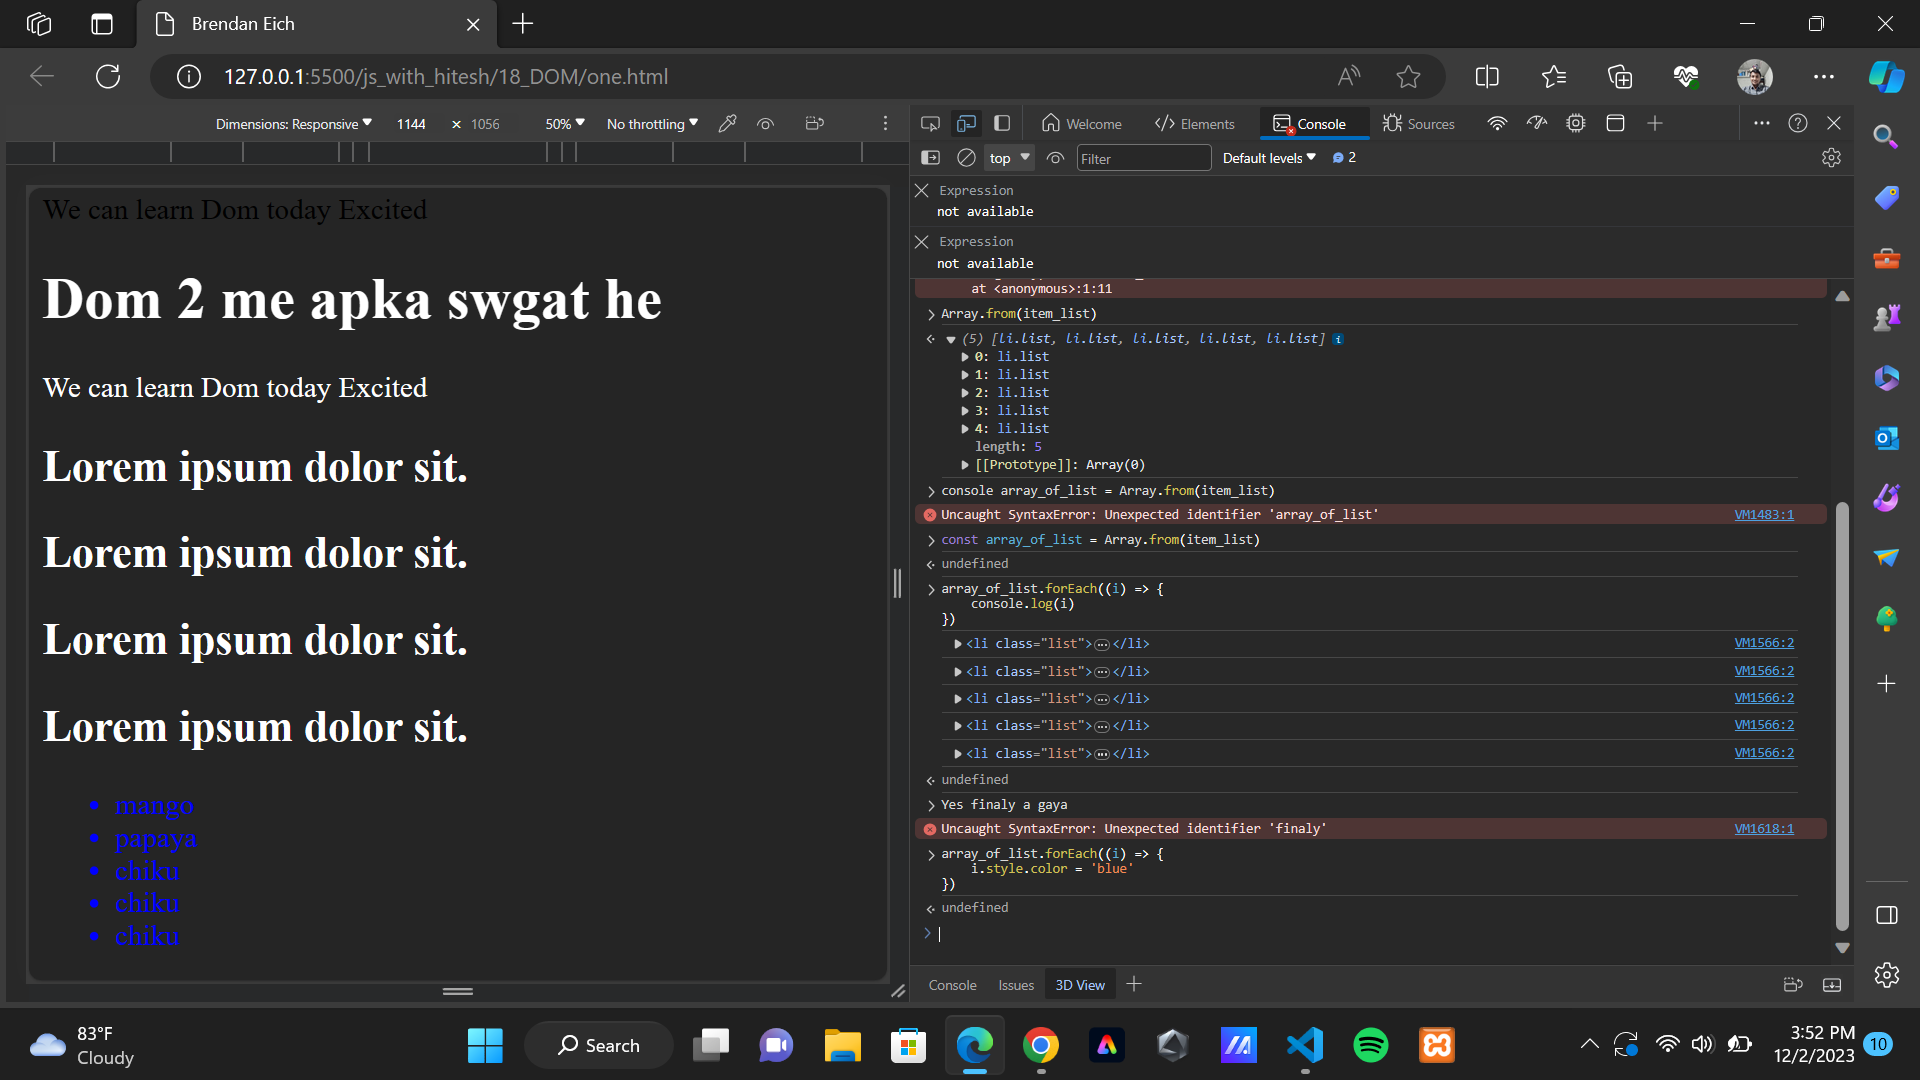 Brendan Eich
127.0.0.1:5500/js_with_hitesh/18_DOM/one.html
Dimensions: Responsive 1144 × 1056 50% No throttling
We can learn Dom today Excited
Dom 2 me apka swgat he
We can learn Dom today Excited
Lorem ipsum dolor sit.
Lorem ipsum dolor sit.
Lorem ipsum dolor sit.
Lorem ipsum dolor sit.
mango
papaya
chiku
chiku
chiku
Welcome Elements Console Sources
top Filter Default levels 2
Expression
not available
Expression
not available
at <anonymous>:1:11
Array.from(item_list)
(5) [li.list, li.list, li.list, li.list, li.list]
0: li.list
1: li.list
2: li.list
3: li.list
4: li.list
length: 5
[[Prototype]]: Array(0)
console array_of_list = Array.from(item_list)
Uncaught SyntaxError: Unexpected identifier 'array_of_list' VM1483:1
const array_of_list = Array.from(item_list)
undefined
array_of_list.forEach((i) => {
console.log(i)
})
<li class="list">…</li> VM1566:2
<li class="list">…</li> VM1566:2
<li class="list">…</li> VM1566:2
<li class="list">…</li> VM1566:2
<li class="list">…</li> VM1566:2
undefined
Yes finaly a gaya
Uncaught SyntaxError: Unexpected identifier 'finaly' VM1618:1
array_of_list.forEach((i) => {
i.style.color = 'blue'
})
undefined
Console Issues 3D View
83°F
Cloudy
Search
3:52 PM
12/2/2023
10